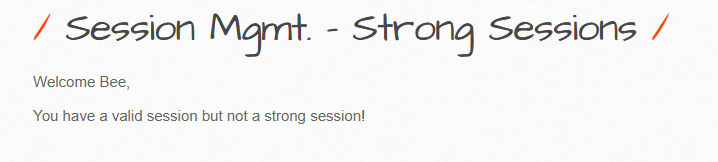 / Session Mgmt. - Strong Sessions /
Welcome Bee,
You have a valid session but not a strong session!